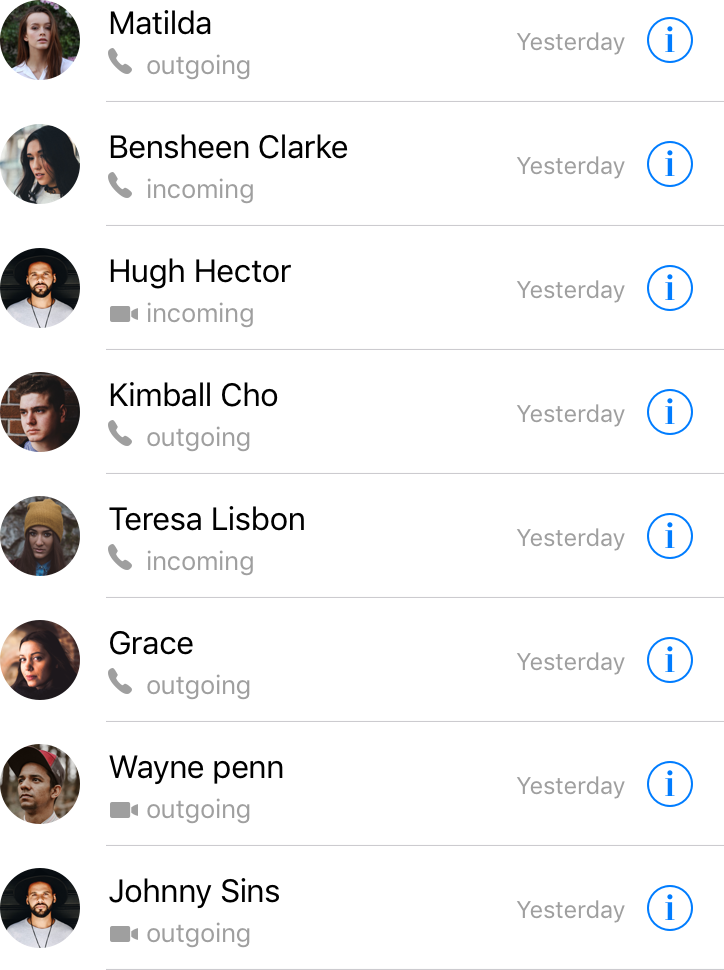 Matilda
outgoing
Yesterday
i
Bensheen Clarke
incoming
Yesterday
i
Hugh Hector
incoming
Yesterday
i
Kimball Cho
outgoing
Yesterday
i
Teresa Lisbon
incoming
Yesterday
i
Grace
outgoing
Yesterday
i
Wayne penn
outgoing
Yesterday
i
Johnny Sins
outgoing
Yesterday
i